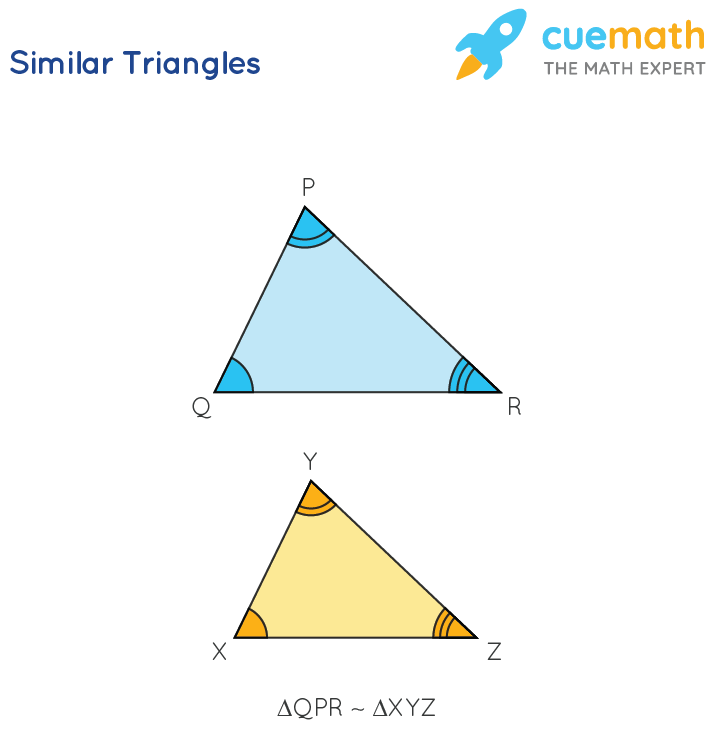 Similar Triangles
cuemath
THE MATH EXPERT
P
Q
R
Y
X
Z
ΔQPR ~ ΔXYZ